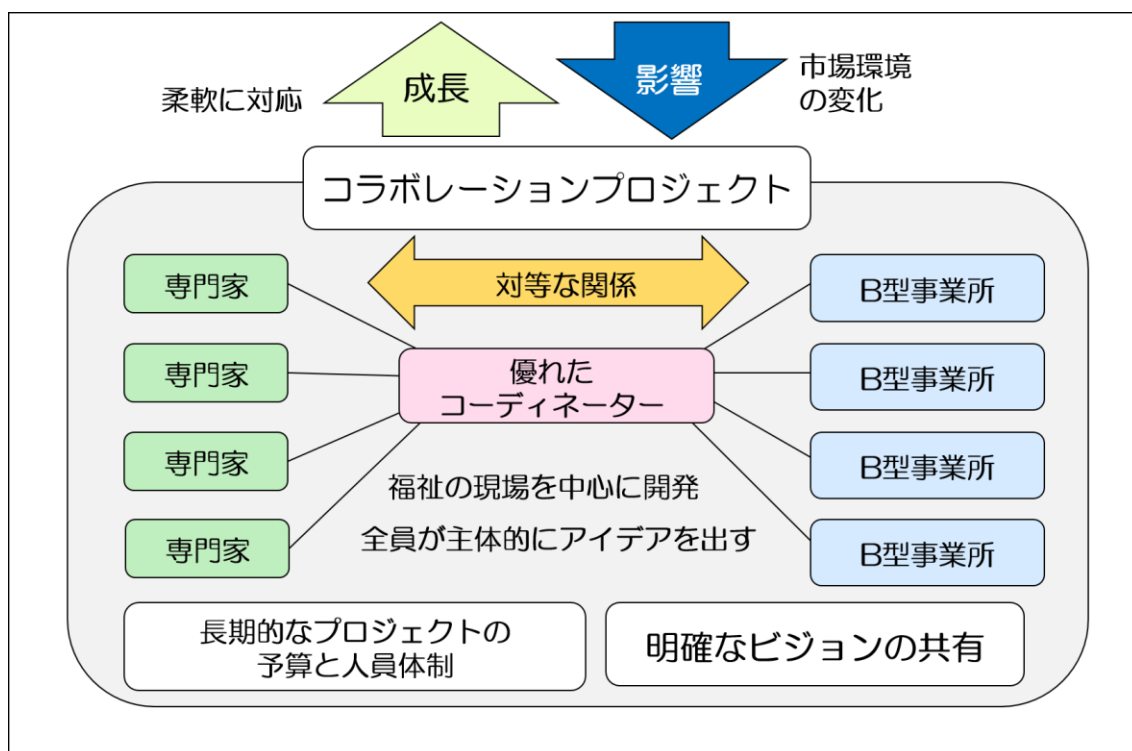 成長
影響
柔軟に対応
市場環境
の変化
コラボレーションプロジェクト
対等な関係
専門家
専門家
専門家
専門家
優れた
コーディネーター
B型事業所
B型事業所
B型事業所
B型事業所
福祉の現場を中心に開発
全員が主体的にアイデアを出す
長期的なプロジェクトの
予算と人員体制
明確なビジョンの共有